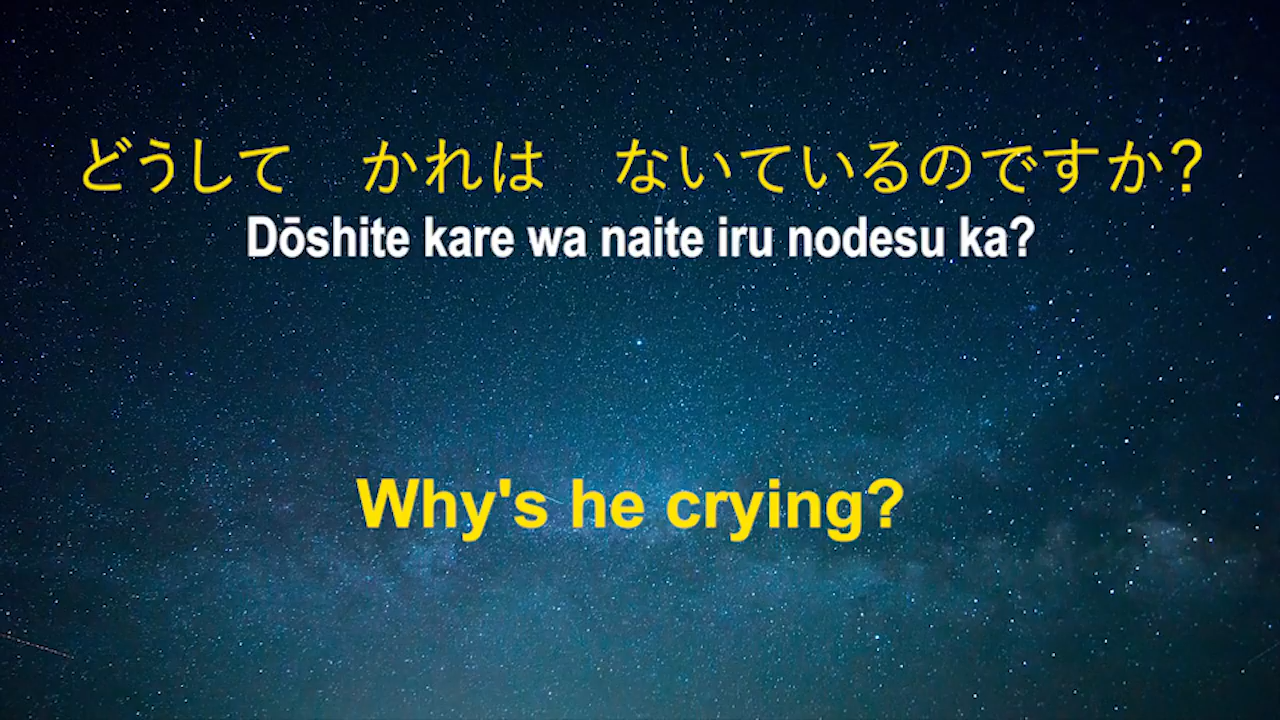 どうして　かれは　ないているのですか？
Dōshite kare wa naite iru nodesu ka?
Why's he crying?